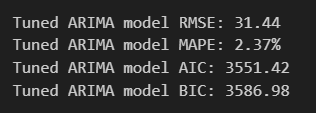 Tuned ARIMA model RMSE: 31.44
Tuned ARIMA model MAPE: 2.37%
Tuned ARIMA model AIC: 3551.42
Tuned ARIMA model BIC: 3586.98